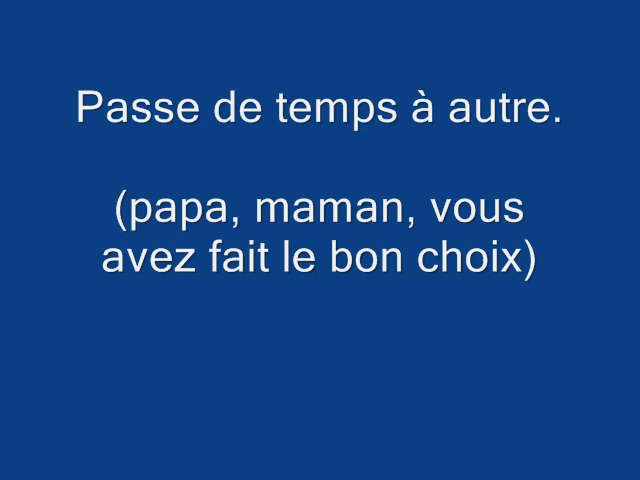 Passe de temps à autre.
(papa, maman, vous
avez fait le bon choix)